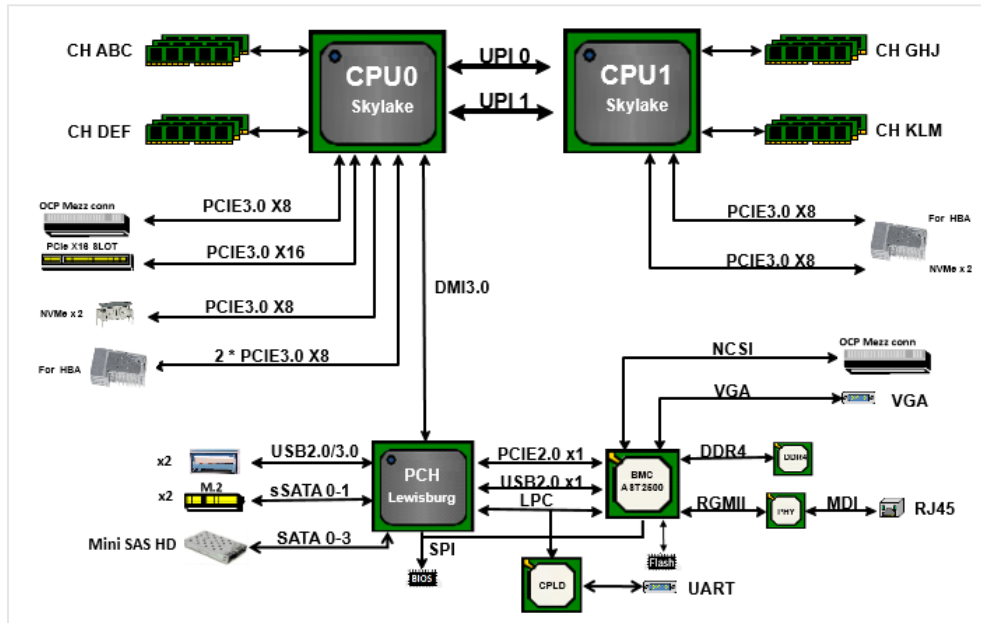 CH ABC
CPU0
Skylake
UPI 0
UPI 1
CPU1
Skylake
CH GHJ
CH DEF
CH KLM
OCP Mezz conn
PCIE3.0 X8
PCIe X16 SLOT
PCIE3.0 X16
NVMe x 2
PCIE3.0 X8
For HBA
2 * PCIE3.0 X8
DMI3.0
PCIE3.0 X8
For HBA
PCIE3.0 X8
NVMe x 2
NCSI
OCP Mezz conn
VGA
VGA
x2
USB2.0/3.0
PCH
Lewisburg
PCIE2.0 x1
BMC
AST2500
DDR4
DDR4
x2
M.2
sSATA 0-1
USB2.0 x1
LPC
RGMII
PHY
MDI
RJ45
Mini SAS HD
SATA 0-3
SPI
BIOS
Flash
CPLD
UART